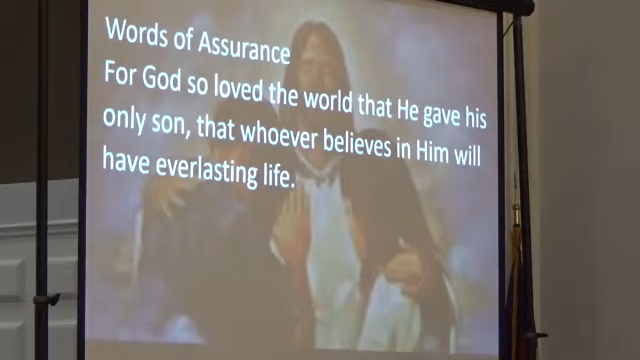 Words of Assurance
For God so loved the world that He gave his
only son, that whoever believes in Him will
have everlasting life.